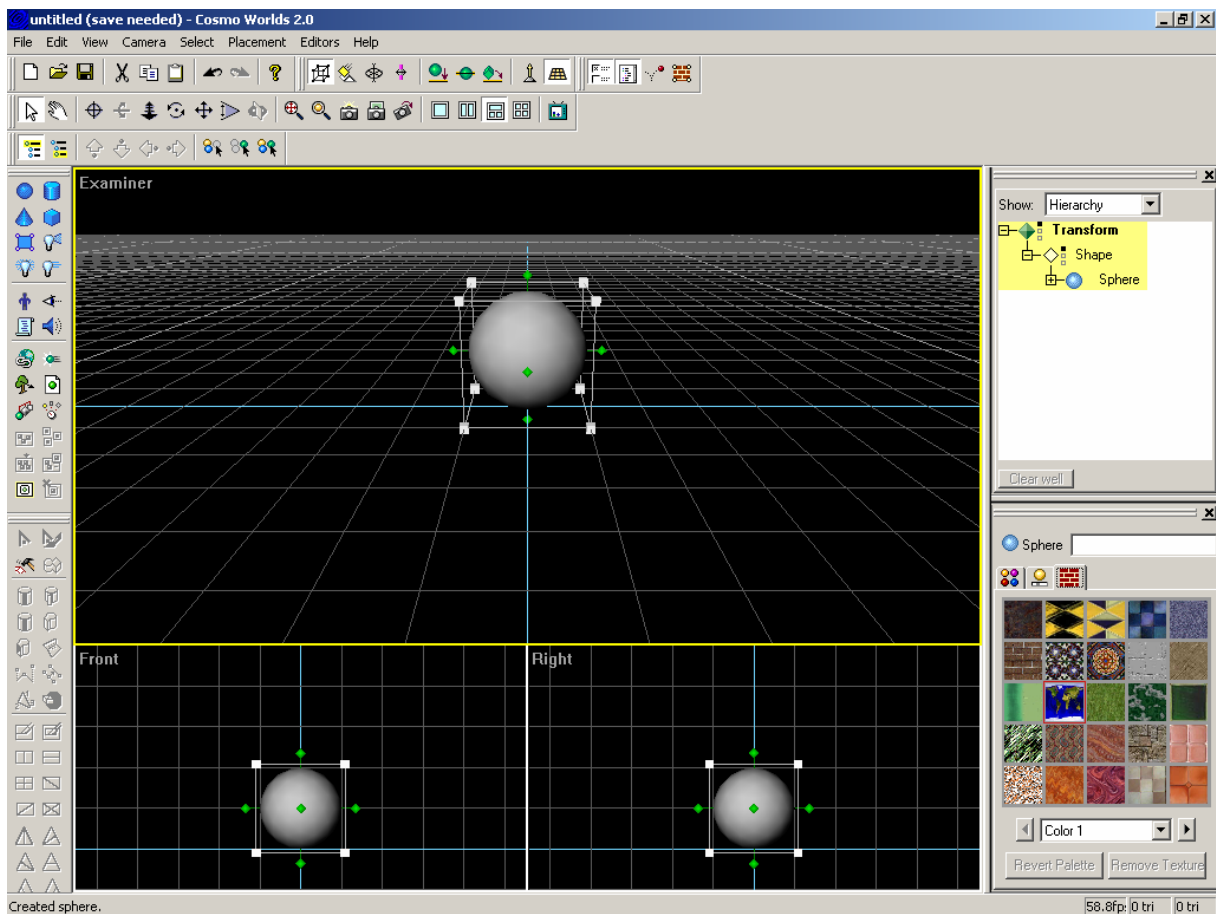 untitled (save needed) - Cosmo Worlds 2.0
File Edit View Camera Select Placement Editors Help
Examiner
Show: Hierarchy
Transform
Shape
Sphere
Clear well
Sphere
Front
Right
Color 1
Revert Palette Remove Texture
Created sphere.
58.8fp: 0 tri 0 tri